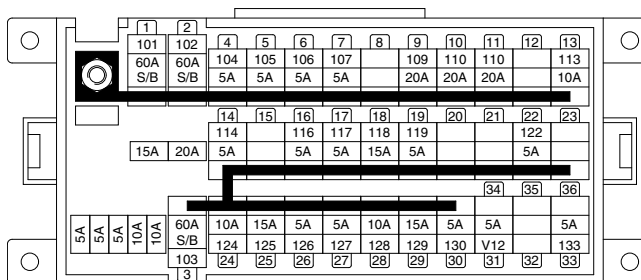 1 2
101 102 4 5 6 7 8 9 10 11 12 13
60A 60A 104 105 106 107 109 110 110 113
S/B S/B 5A 5A 5A 5A 20A 20A 20A 10A
14 15 16 17 18 19 20 21 22 23
114 116 117 118 119 122
15A 20A 5A 5A 5A 15A 5A 5A
34 35 36
5A 5A 5A 10A 10A 60A 10A 15A 5A 5A 10A 15A 5A 5A 5A
S/B 124 125 126 127 128 129 130 V12 133
103 24 25 26 27 28 29 30 31 32 33
3